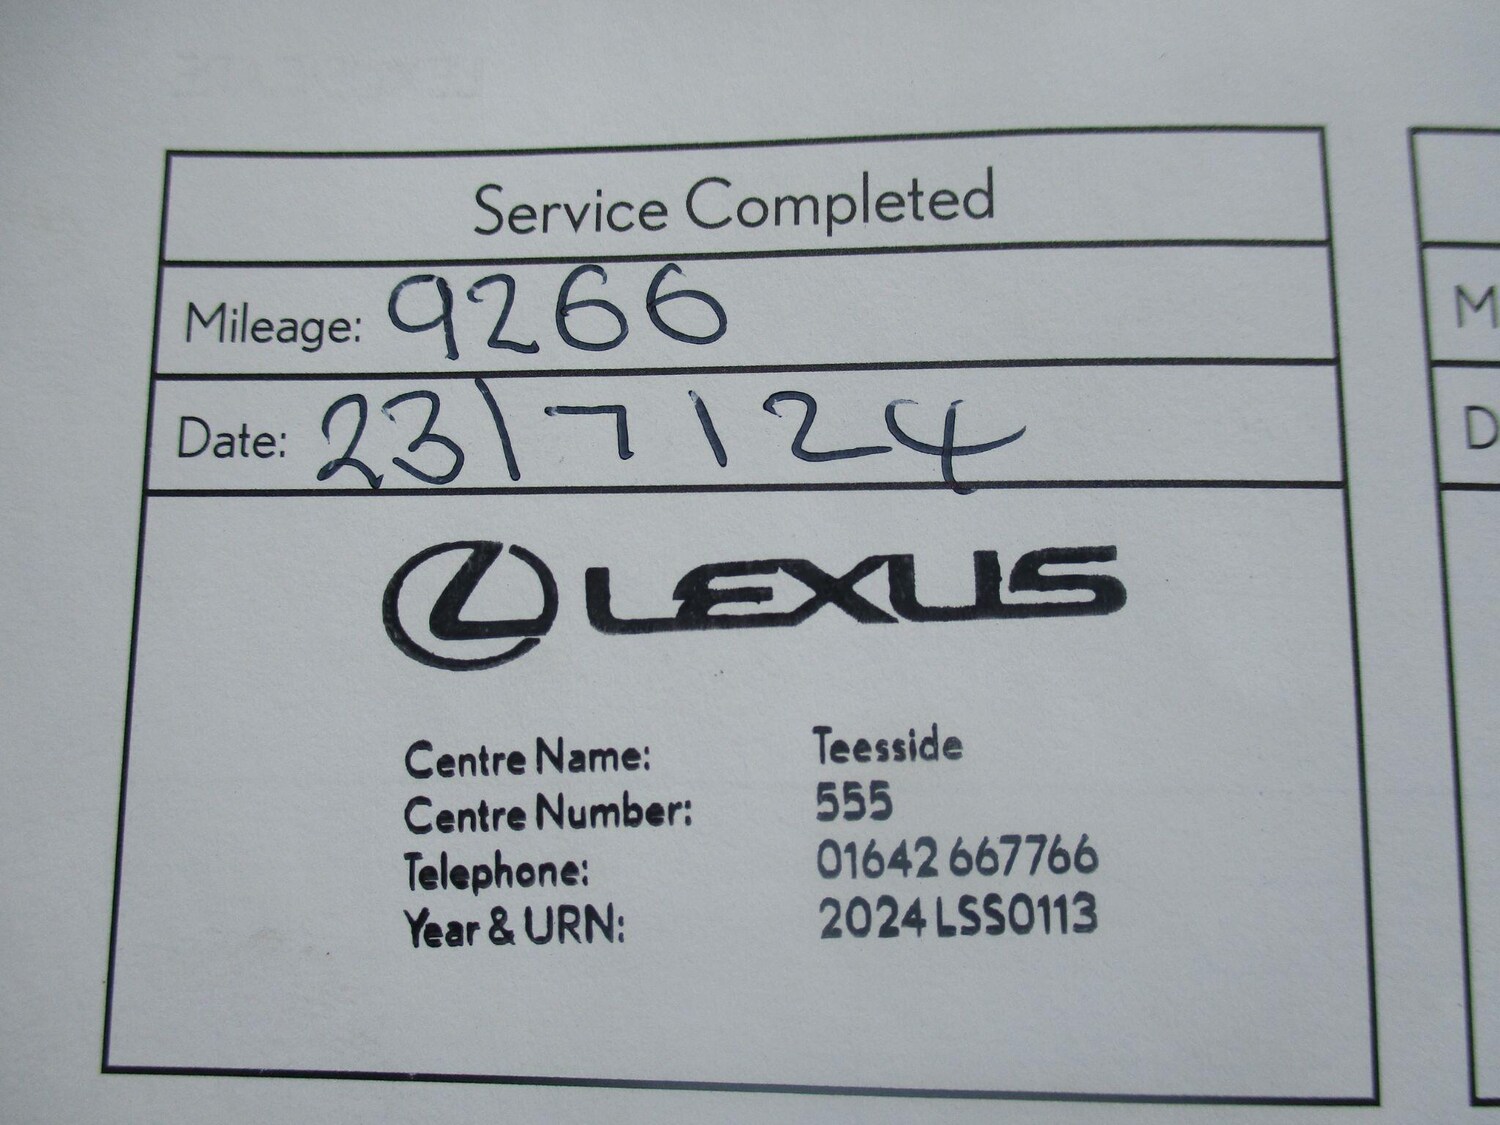 Service Completed
Mileage: 9266
Date: 23/7/24
LEXUS
Centre Name: Teesside
Centre Number: 555
Telephone: 01642 667766
Year & URN: 2024 LSS0113
M
D